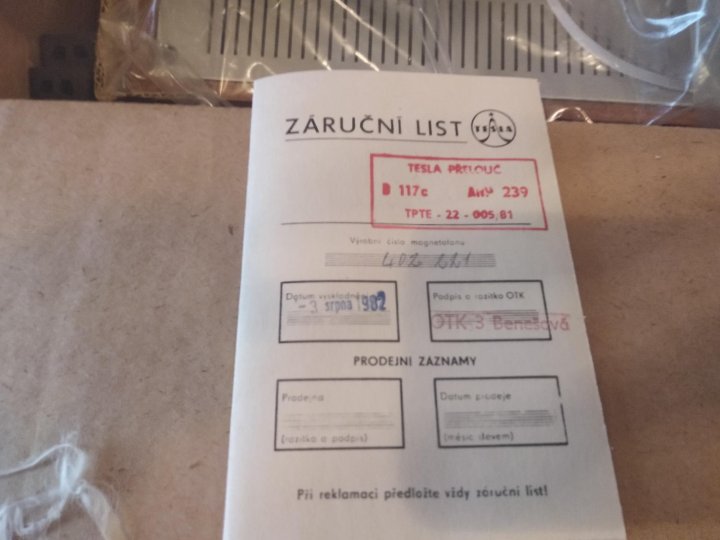 ZÁRUČNÍ LIST
TESLA
TESLA PŘELOUČ
B 117c
239
TPTE - 22 - 005/81
Výrobní číslo magnetofonu
402 221
Datum vyskladnění
- 3 srpna 1982
Podpis a razítko OTK
OTK 3 Benešová
PRODEJNÍ ZÁZNAMY
Prodejna
(razítko a podpis)
Datum prodeje
(měsíc slovem)
Při reklamaci předložte vždy záruční list!